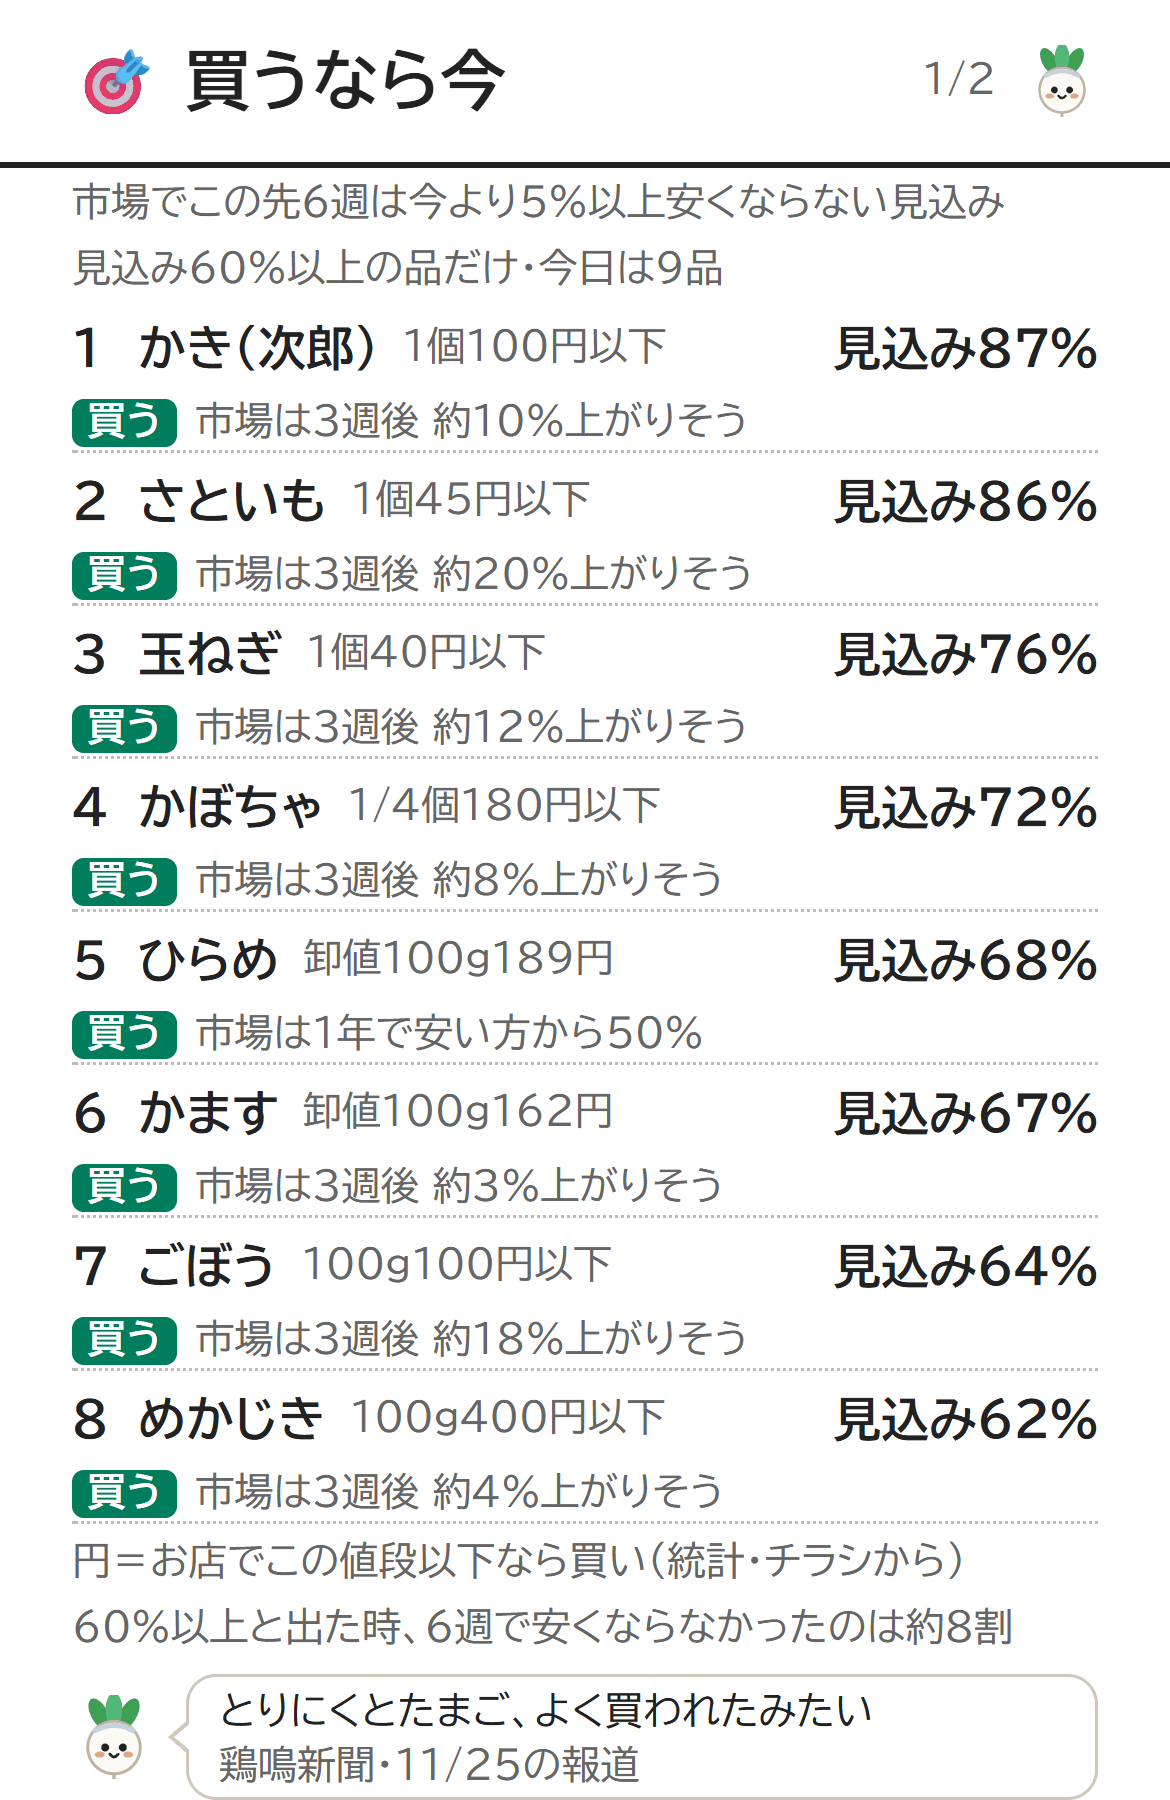 買うなら今
1/2
市場でこの先6週は今より5%以上安くならない見込み
見込み60%以上の品だけ・今日は9品
1 かき(次郎) 1個100円以下 見込み87%
買う 市場は3週後 約10%上がりそう
2 さといも 1個45円以下 見込み86%
買う 市場は3週後 約20%上がりそう
3 玉ねぎ 1個40円以下 見込み76%
買う 市場は3週後 約12%上がりそう
4 かぼちゃ 1/4個180円以下 見込み72%
買う 市場は3週後 約8%上がりそう
5 ひらめ 卸値100g189円 見込み68%
買う 市場は1年で安い方から50%
6 かます 卸値100g162円 見込み67%
買う 市場は3週後 約3%上がりそう
7 ごぼう 100g100円以下 見込み64%
買う 市場は3週後 約18%上がりそう
8 めかじき 100g400円以下 見込み62%
買う 市場は3週後 約4%上がりそう
円=お店でこの値段以下なら買い(統計・チラシから)
60%以上と出た時、6週で安くならなかったのは約8割
とりにくとたまご、よく買われたみたい
鶏鳴新聞・11/25の報道